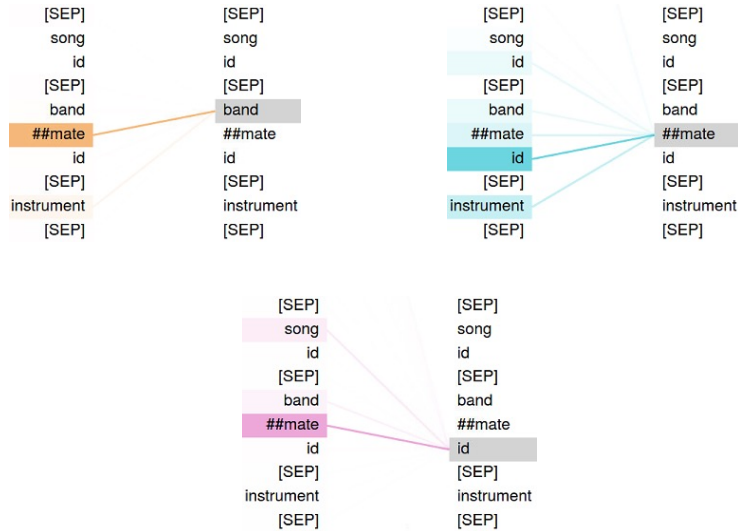 [SEP] [SEP]
song song
id id
[SEP] [SEP]
band band
##mate ##mate
id id
[SEP] [SEP]
instrument instrument
[SEP] [SEP]
[SEP] [SEP]
song song
id id
[SEP] [SEP]
band band
##mate ##mate
id id
[SEP] [SEP]
instrument instrument
[SEP] [SEP]
[SEP] [SEP]
song song
id id
[SEP] [SEP]
band band
##mate ##mate
id id
[SEP] [SEP]
instrument instrument
[SEP] [SEP]